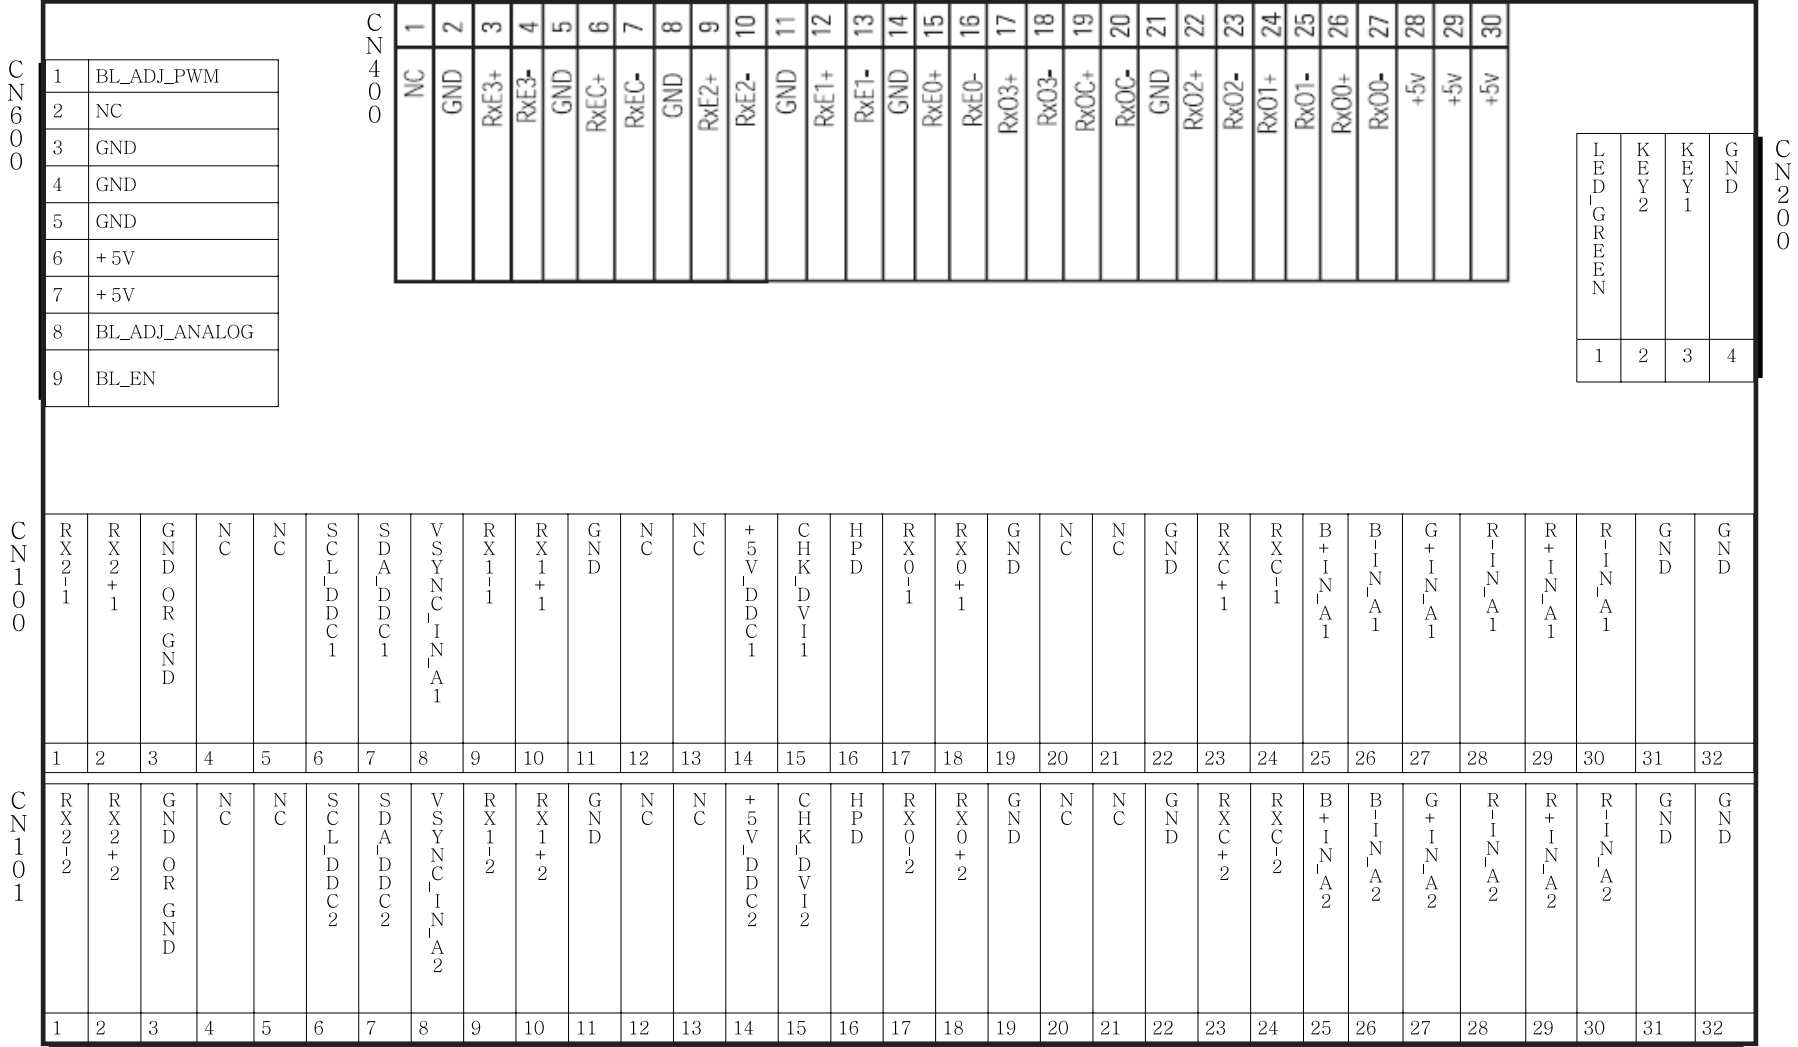 CN600
1 BL_ADJ_PWM
2 NC
3 GND
4 GND
5 GND
6 +5V
7 +5V
8 BL_ADJ_ANALOG
9 BL_EN
CN400
1 NC
2 GND
3 RxE3+
4 RxE3-
5 GND
6 RxEC+
7 RxEC-
8 GND
9 RxE2+
10 RxE2-
11 GND
12 RxE1+
13 RxE1-
14 GND
15 RxE0+
16 RxE0-
17 RxO3+
18 RxO3-
19 RxOC+
20 RxOC-
21 GND
22 RxO2+
23 RxO2-
24 RxO1+
25 RxO1-
26 RxO0+
27 RxO0-
28 +5v
29 +5v
30 +5v
CN200
LED_GREEN 1
KEY2 2
KEY1 3
GND 4
CN100
RX2-1 1
RX2+1 2
GND OR GND 3
NC 4
NC 5
SCL_DDC1 6
SDA_DDC1 7
VSYNC_IN_A1 8
RX1-1 9
RX1+1 10
GND 11
NC 12
NC 13
+5V_DDC1 14
CHK_DVI1 15
HPD 16
RX0-1 17
RX0+1 18
GND 19
NC 20
NC 21
GND 22
RXC+1 23
RXC-1 24
B+IN_A1 25
B-IN_A1 26
G+IN_A1 27
R-IN_A1 28
R+IN_A1 29
R-IN_A1 30
GND 31
GND 32
CN101
RX2-2 1
RX2+2 2
GND OR GND 3
NC 4
NC 5
SCL_DDC2 6
SDA_DDC2 7
VSYNC_IN_A2 8
RX1-2 9
RX1+2 10
GND 11
NC 12
NC 13
+5V_DDC2 14
CHK_DVI2 15
HPD 16
RX0-2 17
RX0+2 18
GND 19
NC 20
NC 21
GND 22
RXC+2 23
RXC-2 24
B+IN_A2 25
B-IN_A2 26
G+IN_A2 27
R-IN_A2 28
R+IN_A2 29
R-IN_A2 30
GND 31
GND 32